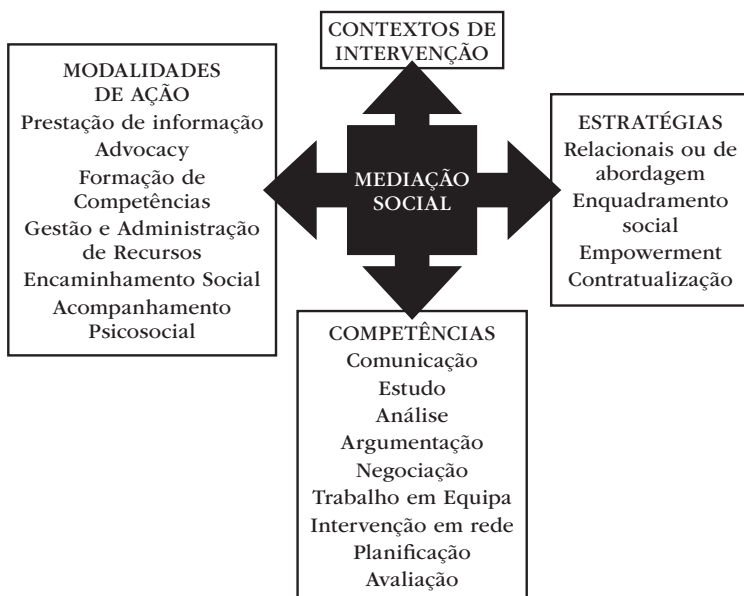 CONTEXTOS DE
INTERVENÇÃO
MODALIDADES
DE AÇÃO
Prestação de informação
Advocacy
Formação de
Competências
Gestão e Administração
de Recursos
Encaminhamento Social
Acompanhamento
Psicosocial
MEDIAÇÃO
SOCIAL
ESTRATÉGIAS
Relacionais ou de
abordagem
Enquadramento
social
Empowerment
Contratualização
COMPETÊNCIAS
Comunicação
Estudo
Análise
Argumentação
Negociação
Trabalho em Equipa
Intervenção em rede
Planificação
Avaliação